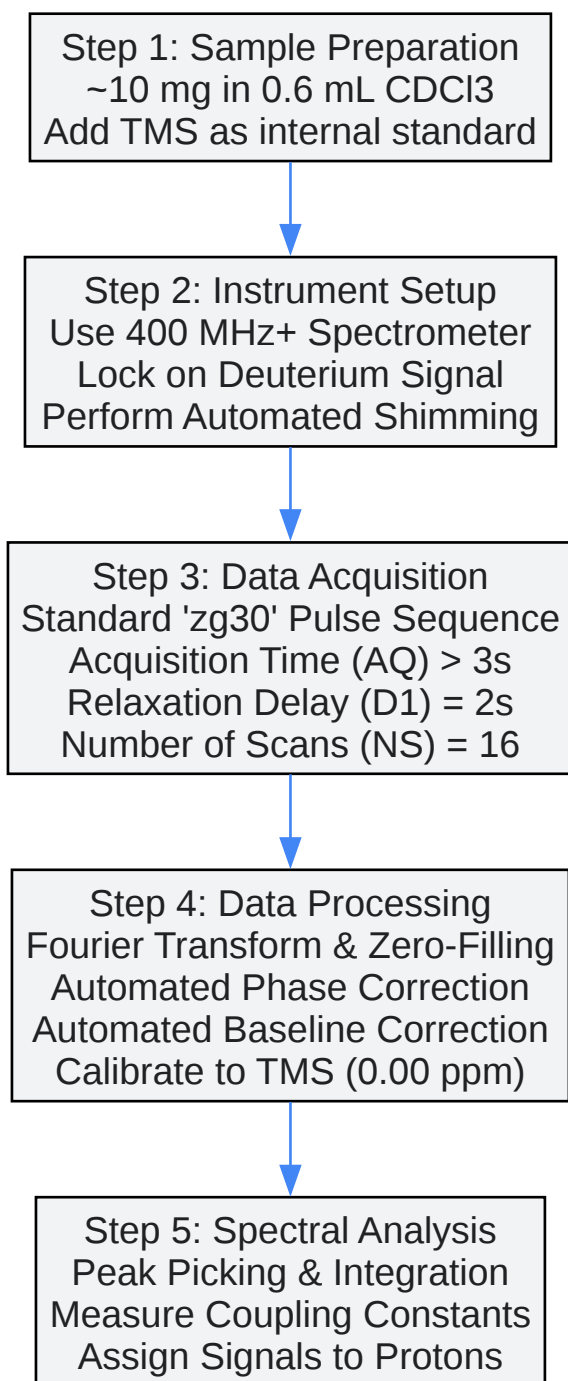 Step 1: Sample Preparation
~10 mg in 0.6 mL CDCl3
Add TMS as internal standard
Step 2: Instrument Setup
Use 400 MHz+ Spectrometer
Lock on Deuterium Signal
Perform Automated Shimming
Step 3: Data Acquisition
Standard 'zg30' Pulse Sequence
Acquisition Time (AQ) > 3s
Relaxation Delay (D1) = 2s
Number of Scans (NS) = 16
Step 4: Data Processing
Fourier Transform & Zero-Filling
Automated Phase Correction
Automated Baseline Correction
Calibrate to TMS (0.00 ppm)
Step 5: Spectral Analysis
Peak Picking & Integration
Measure Coupling Constants
Assign Signals to Protons